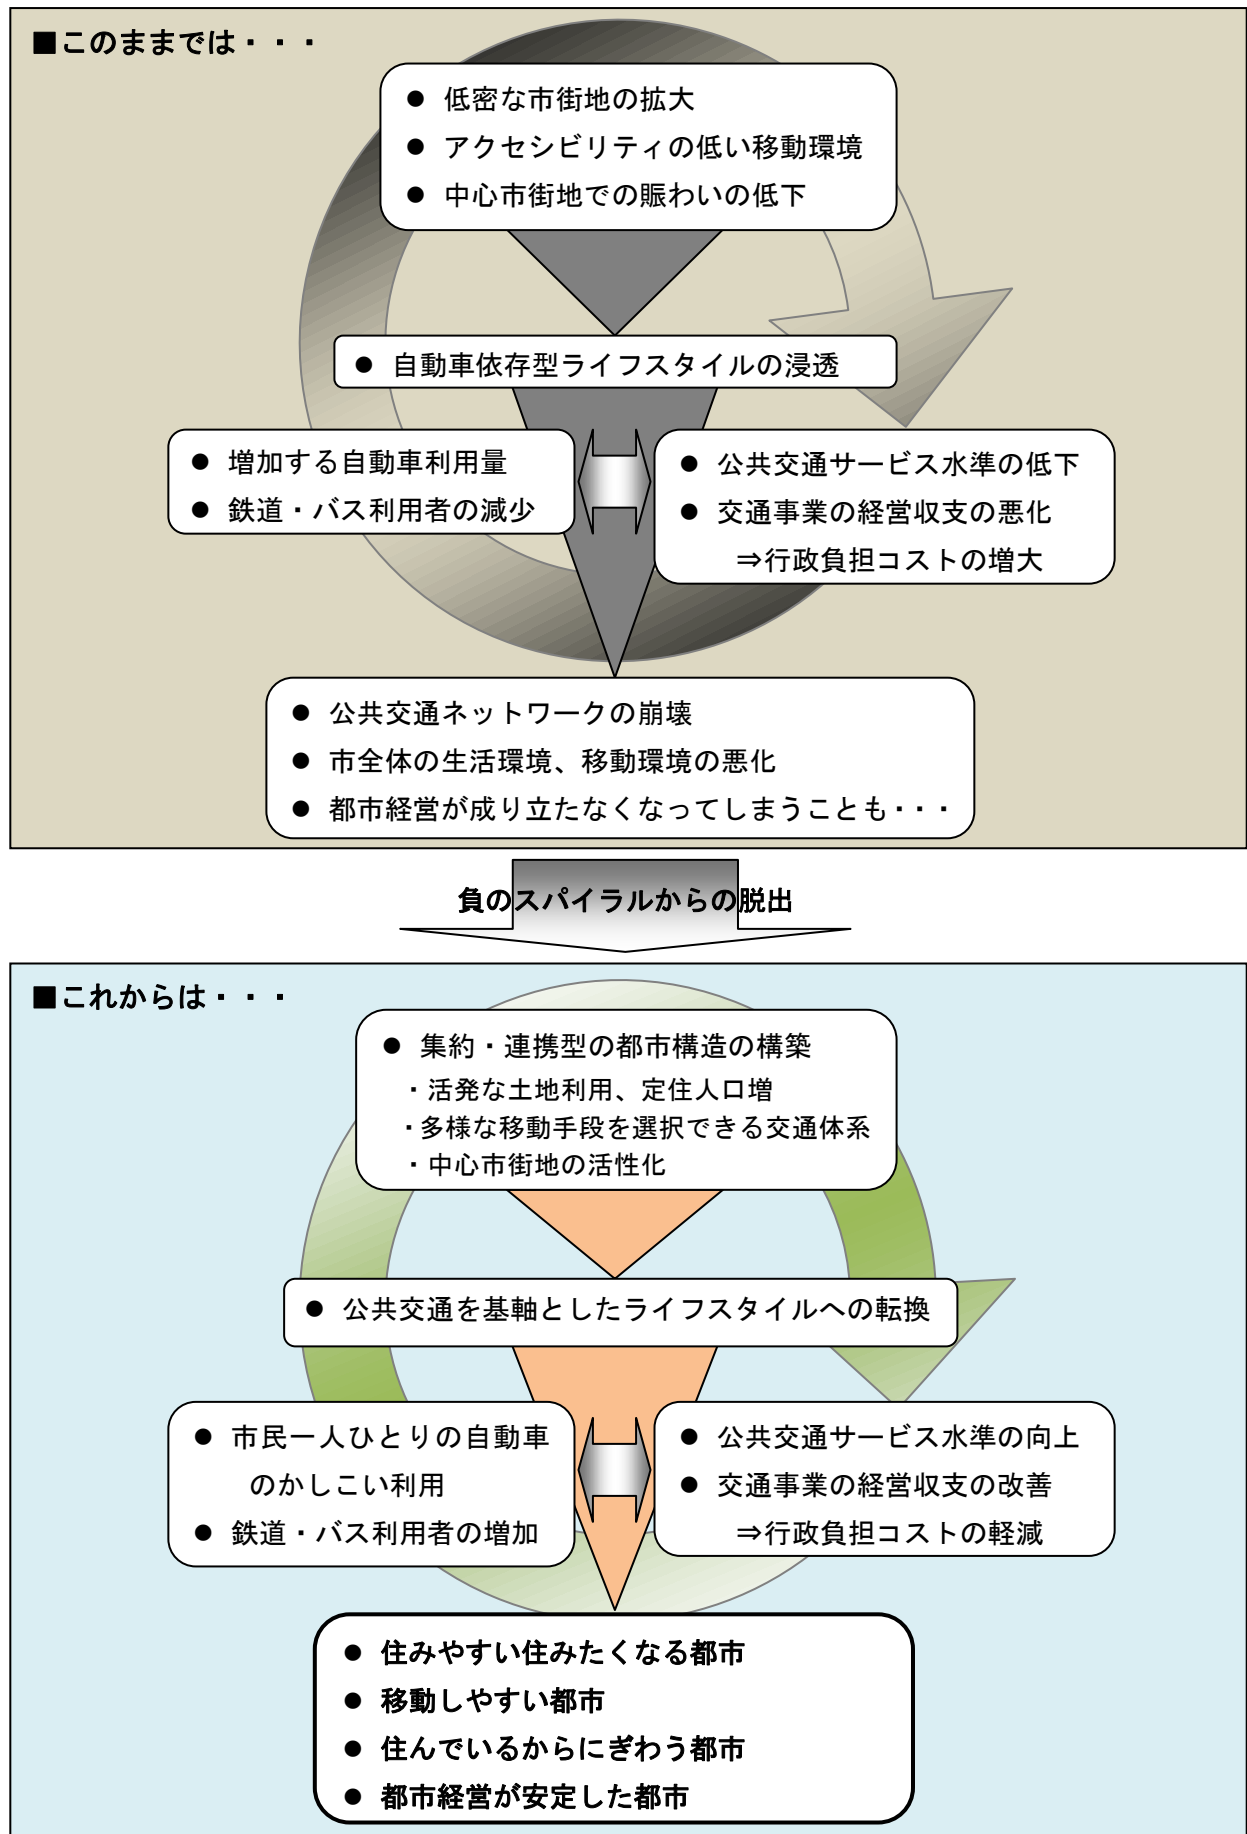 ■このままでは・・・
● 低密な市街地の拡大
● アクセシビリティの低い移動環境
● 中心市街地での賑わいの低下
● 自動車依存型ライフスタイルの浸透
● 増加する自動車利用量
● 鉄道・バス利用者の減少
● 公共交通サービス水準の低下
● 交通事業の経営収支の悪化
⇒行政負担コストの増大
● 公共交通ネットワークの崩壊
● 市全体の生活環境、移動環境の悪化
● 都市経営が成り立たなくなってしまうことも・・・
負のスパイラルからの脱出
■これからは・・・
● 集約・連携型の都市構造の構築
・活発な土地利用、定住人口増
・多様な移動手段を選択できる交通体系
・中心市街地の活性化
● 公共交通を基軸としたライフスタイルへの転換
● 市民一人ひとりの自動車
のかしこい利用
● 鉄道・バス利用者の増加
● 公共交通サービス水準の向上
● 交通事業の経営収支の改善
⇒行政負担コストの軽減
● 住みやすい住みたくなる都市
● 移動しやすい都市
● 住んでいるからにぎわう都市
● 都市経営が安定した都市